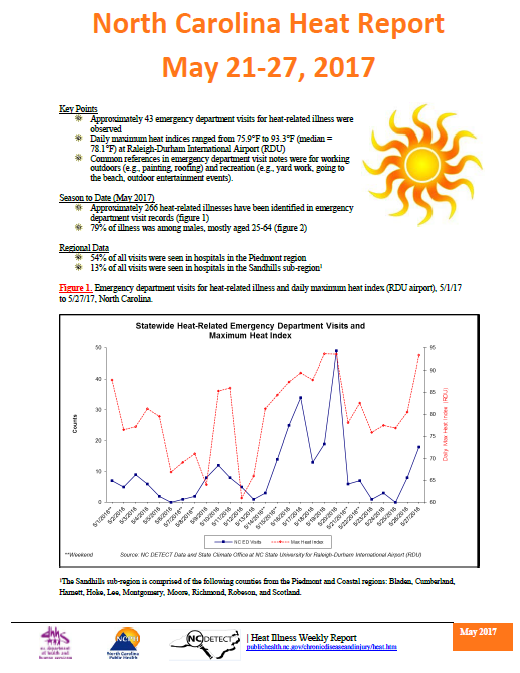 North Carolina Heat Report
May 21-27, 2017
Key Points
Approximately 43 emergency department visits for heat-related illness were
observed
Daily maximum heat indices ranged from 75.9°F to 93.3°F (median =
78.1°F) at Raleigh-Durham International Airport (RDU)
Common references in emergency department visit notes were for working
outdoors (e.g., painting, roofing) and recreation (e.g., yard work, going to
the beach, outdoor entertainment events).
Season to Date (May 2017)
Approximately 266 heat-related illnesses have been identified in emergency
department visit records (figure 1)
79% of illness was among males, mostly aged 25-64 (figure 2)
Regional Data
54% of all visits were seen in hospitals in the Piedmont region
13% of all visits were seen in hospitals in the Sandhills sub-region¹
Figure 1. Emergency department visits for heat-related illness and daily maximum heat index (RDU airport), 5/1/17
to 5/27/17, North Carolina.
Statewide Heat-Related Emergency Department Visits and
Maximum Heat Index
Counts
50
40
30
20
10
0
95
90
85
80
75
70
65
60
Daily Max Heat Index (RDU)
5/1/2016**
5/2/2016
5/3/2016
5/4/2016
5/5/2016
5/6/2016
5/7/2016**
5/8/2016**
5/9/2016
5/10/2016
5/11/2016
5/12/2016
5/13/2016
5/14/2016**
5/15/2016**
5/16/2016
5/17/2016
5/18/2016
5/19/2016
5/20/2016
5/21/2016**
5/22/2016**
5/23/2016
5/24/2016
5/25/2016
5/26/2016
5/27/2016
NC ED Visits
Max Heat Index
**Weekend
Source: NC DETECT Data and State Climate Office at NC State University for Raleigh-Durham International Airport (RDU)
¹The Sandhills sub-region is comprised of the following counties from the Piedmont and Coastal regions: Bladen, Cumberland,
Harnett, Hoke, Lee, Montgomery, Moore, Richmond, Robeson, and Scotland.
NCPH
North Carolina
Public Health
NC DETECT
| Heat Illness Weekly Report
publichealth.nc.gov/chronicdiseaseandinjury/heat.htm
May 2017